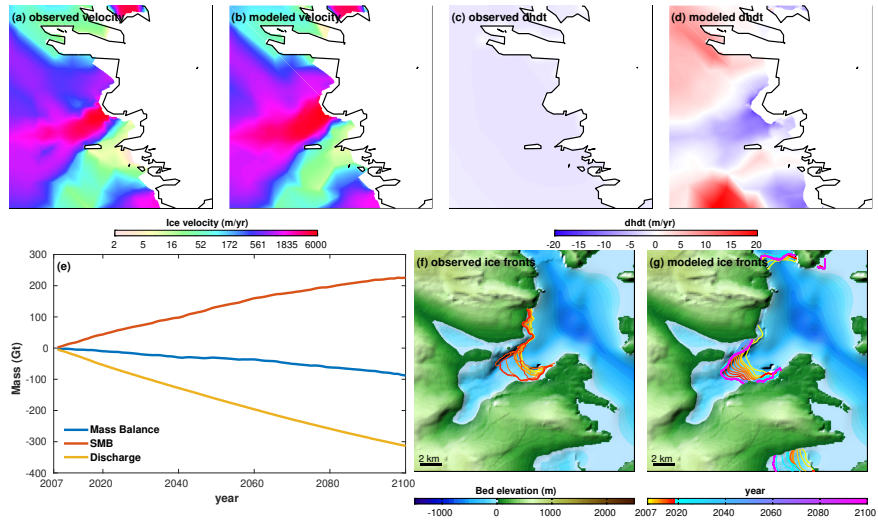 (a) observed velocity
(b) modeled velocity
(c) observed dhdt
(d) modeled dhdt
Ice velocity (m/yr)
2 5 16 52 172 561 1835 6000
dhdt (m/yr)
-20 -15 -10 -5 0 5 10 15 20
(e)
Mass (Gt)
300
200
100
0
-100
-200
-300
-400
Mass Balance
SMB
Discharge
2007 2020 2040 2060 2080 2100
year
(f) observed ice fronts
2 km
(g) modeled ice fronts
2 km
Bed elevation (m)
-1000 0 1000 2000
year
2007 2020 2040 2060 2080 2100